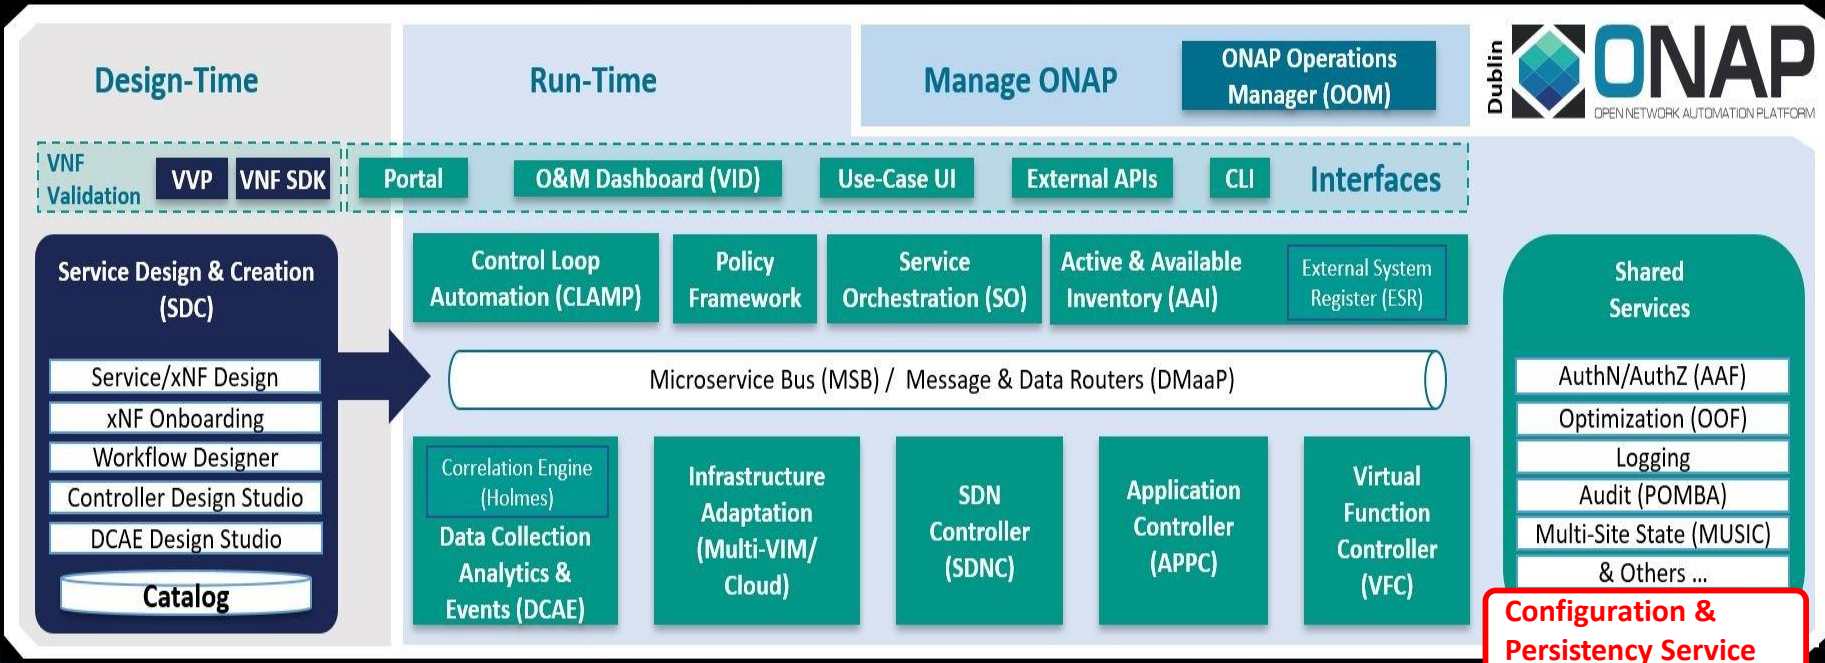 Design-Time
Run-Time
Manage ONAP
ONAP Operations
Manager (OOM)
Dublin
ONAP
OPEN NETWORK AUTOMATION PLATFORM
VNF
Validation
VVP
VNF SDK
Portal
O&M Dashboard (VID)
Use-Case UI
External APIs
CLI
Interfaces
Service Design & Creation
(SDC)
Service/xNF Design
xNF Onboarding
Workflow Designer
Controller Design Studio
DCAE Design Studio
Catalog
Control Loop
Automation (CLAMP)
Policy
Framework
Service
Orchestration (SO)
Active & Available
Inventory (AAI)
External System
Register (ESR)
Microservice Bus (MSB) / Message & Data Routers (DMaaP)
Correlation Engine
(Holmes)
Data Collection
Analytics &
Events (DCAE)
Infrastructure
Adaptation
(Multi-VIM/
Cloud)
SDN
Controller
(SDNC)
Application
Controller
(APPC)
Virtual
Function
Controller
(VFC)
Shared
Services
AuthN/AuthZ (AAF)
Optimization (OOF)
Logging
Audit (POMBA)
Multi-Site State (MUSIC)
& Others ...
Configuration &
Persistency Service